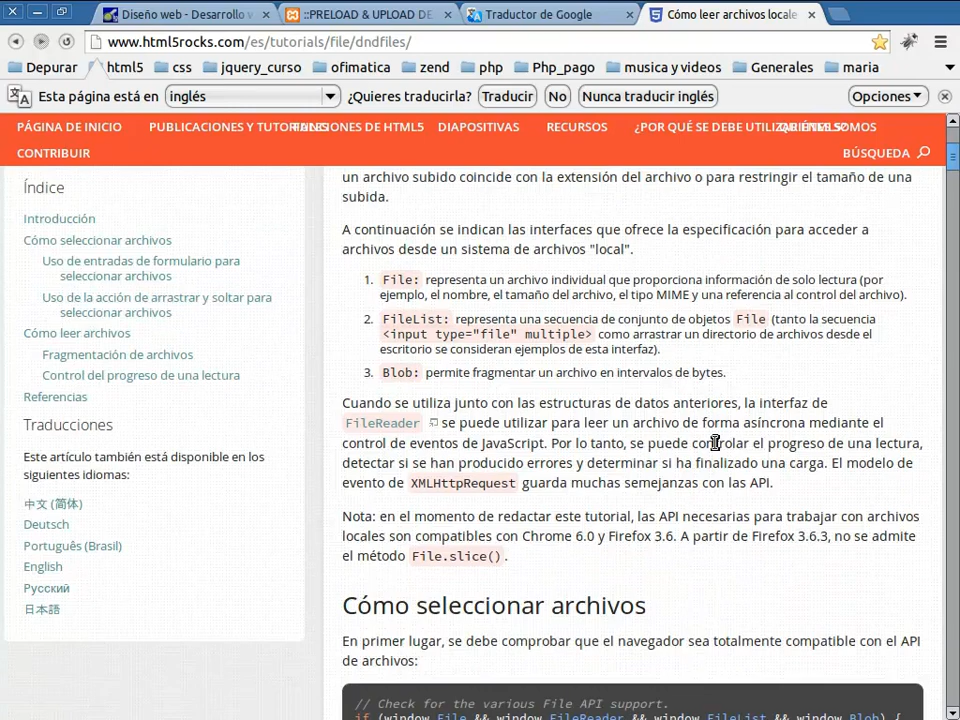 Diseño web - Desarrollo
::PRELOAD & UPLOAD DE
Traductor de Google
Cómo leer archivos locale
www.html5rocks.com/es/tutorials/file/dndfiles/
Depurar html5 css jquery_curso ofimatica zend php Php_pago musica y videos Generales maria
Esta página está en inglés ¿Quieres traducirla? Traducir No Nunca traducir inglés Opciones
PÁGINA DE INICIO PUBLICACIONES Y TUTORIALES FUNCIONES DE HTML5 DIAPOSITIVAS RECURSOS ¿POR QUÉ SE DEBE UTILIZAR HTML5? QUIÉNES SOMOS
CONTRIBUIR BÚSQUEDA
Índice
Introducción
Cómo seleccionar archivos
Uso de entradas de formulario para
seleccionar archivos
Uso de la acción de arrastrar y soltar para
seleccionar archivos
Cómo leer archivos
Fragmentación de archivos
Control del progreso de una lectura
Referencias
Traducciones
Este artículo también está disponible en los
siguientes idiomas:
中文 (简体)
Deutsch
Português (Brasil)
English
Русский
日本語
un archivo subido coincide con la extensión del archivo o para restringir el tamaño de una
subida.
A continuación se indican las interfaces que ofrece la especificación para acceder a
archivos desde un sistema de archivos "local".
1. File: representa un archivo individual que proporciona información de solo lectura (por
ejemplo, el nombre, el tamaño del archivo, el tipo MIME y una referencia al control del archivo).
2. FileList: representa una secuencia de conjunto de objetos File (tanto la secuencia
<input type="file" multiple> como arrastrar un directorio de archivos desde el
escritorio se consideran ejemplos de esta interfaz).
3. Blob: permite fragmentar un archivo en intervalos de bytes.
Cuando se utiliza junto con las estructuras de datos anteriores, la interfaz de
FileReader se puede utilizar para leer un archivo de forma asíncrona mediante el
control de eventos de JavaScript. Por lo tanto, se puede controlar el progreso de una lectura,
detectar si se han producido errores y determinar si ha finalizado una carga. El modelo de
evento de XMLHttpRequest guarda muchas semejanzas con las API.
Nota: en el momento de redactar este tutorial, las API necesarias para trabajar con archivos
locales son compatibles con Chrome 6.0 y Firefox 3.6. A partir de Firefox 3.6.3, no se admite
el método File.slice().
Cómo seleccionar archivos
En primer lugar, se debe comprobar que el navegador sea totalmente compatible con el API
de archivos:
// Check for the various File API support.
if (window.File && window.FileReader && window.FileList && window.Blob) {